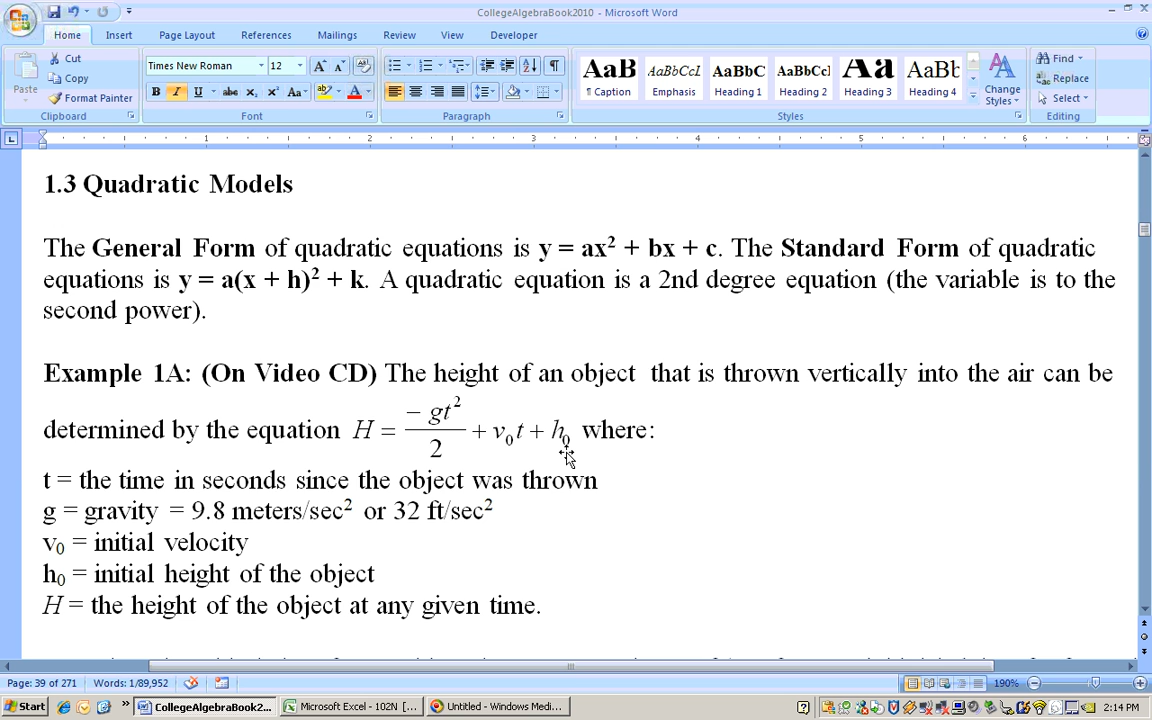 CollegeAlgebraBook2010 - Microsoft Word
Home Insert Page Layout References Mailings Review View Developer
Cut
Copy
Format Painter
Paste
Clipboard
Times New Roman 12
Font
Paragraph
AaB AaBbCcL AaBbC AaBbCcl Aa AaBb
¶ Caption Emphasis Heading 1 Heading 2 Heading 3 Heading 4
Styles
Change Styles
Find
Replace
Select
Editing
1.3 Quadratic Models
The General Form of quadratic equations is y = ax² + bx + c. The Standard Form of quadratic
equations is y = a(x + h)² + k. A quadratic equation is a 2nd degree equation (the variable is to the
second power).
Example 1A: (On Video CD) The height of an object that is thrown vertically into the air can be
determined by the equation H = −gt²/2 + v₀t + h₀ where:
t = the time in seconds since the object was thrown
g = gravity = 9.8 meters/sec² or 32 ft/sec²
v₀ = initial velocity
h₀ = initial height of the object
H = the height of the object at any given time.
Page: 39 of 271 Words: 1/89,952 190%
Start CollegeAlgebraBook2... Microsoft Excel - 102N [... Untitled - Windows Medi... 2:14 PM